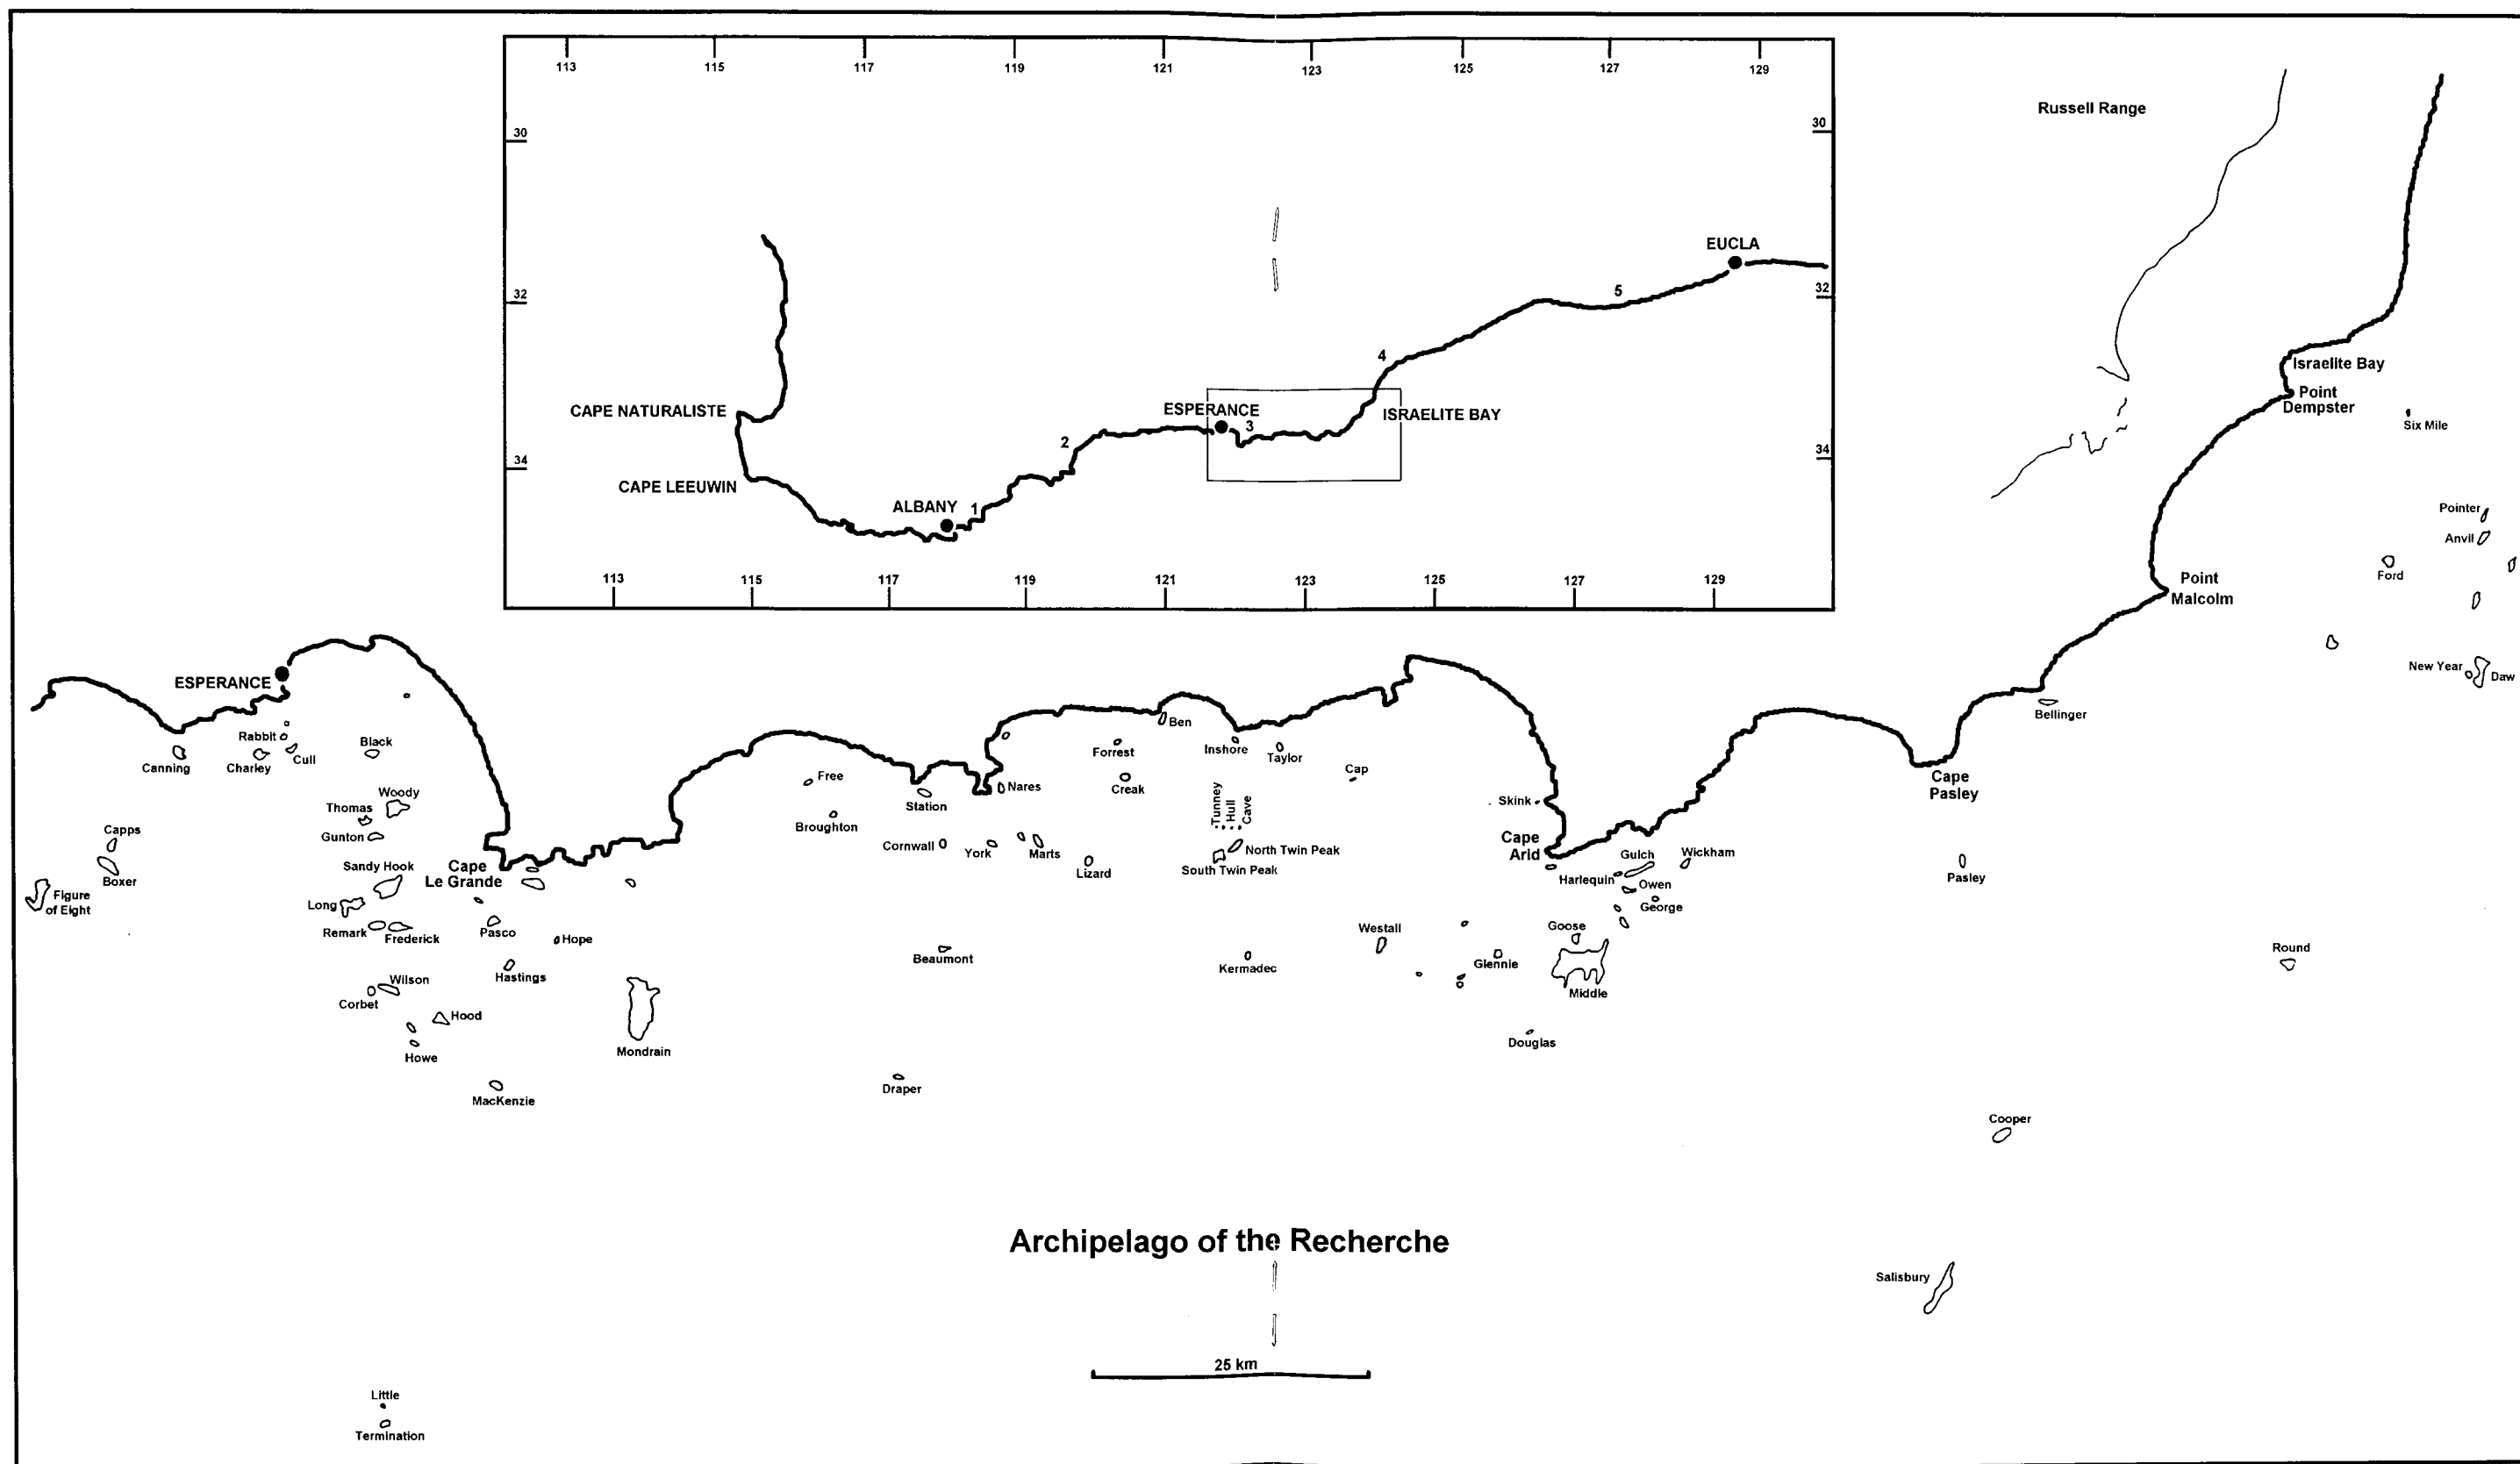 113
115
117
119
121
123
125
127
129
30
30
32
32
34
34
EUCLA
5
4
CAPE NATURALISTE
ESPERANCE
3
ISRAELITE BAY
2
CAPE LEEUWIN
ALBANY
1
113
115
117
119
121
123
125
127
129
Russell Range
Israelite Bay
Point
Dempster
Six Mile
Pointer
Anvil
Ford
Point
Malcolm
New Year
Daw
Bellinger
ESPERANCE
Rabbit
Canning
Charley
Cull
Black
Woody
Thomas
Gunton
Capps
Boxer
Figure
of Eight
Sandy Hook
Cape
Le Grande
Long
Remark
Frederick
Pasco
Hope
Hastings
Wilson
Corbet
Hood
Howe
MacKenzie
Mondrain
Free
Broughton
Station
Nares
Cornwall
York
Marts
Forrest
Creak
Lizard
Ben
Inshore
Taylor
Cap
Tunney
Hull
Cave
North Twin Peak
South Twin Peak
Beaumont
Draper
Kermadec
Westall
Skink
Cape
Arid
Gulch
Wickham
Harlequin
Owen
George
Goose
Glennie
Middle
Douglas
Cape
Pasley
Pasley
Round
Cooper
Salisbury
Archipelago of the Recherche
25 km
Little
Termination